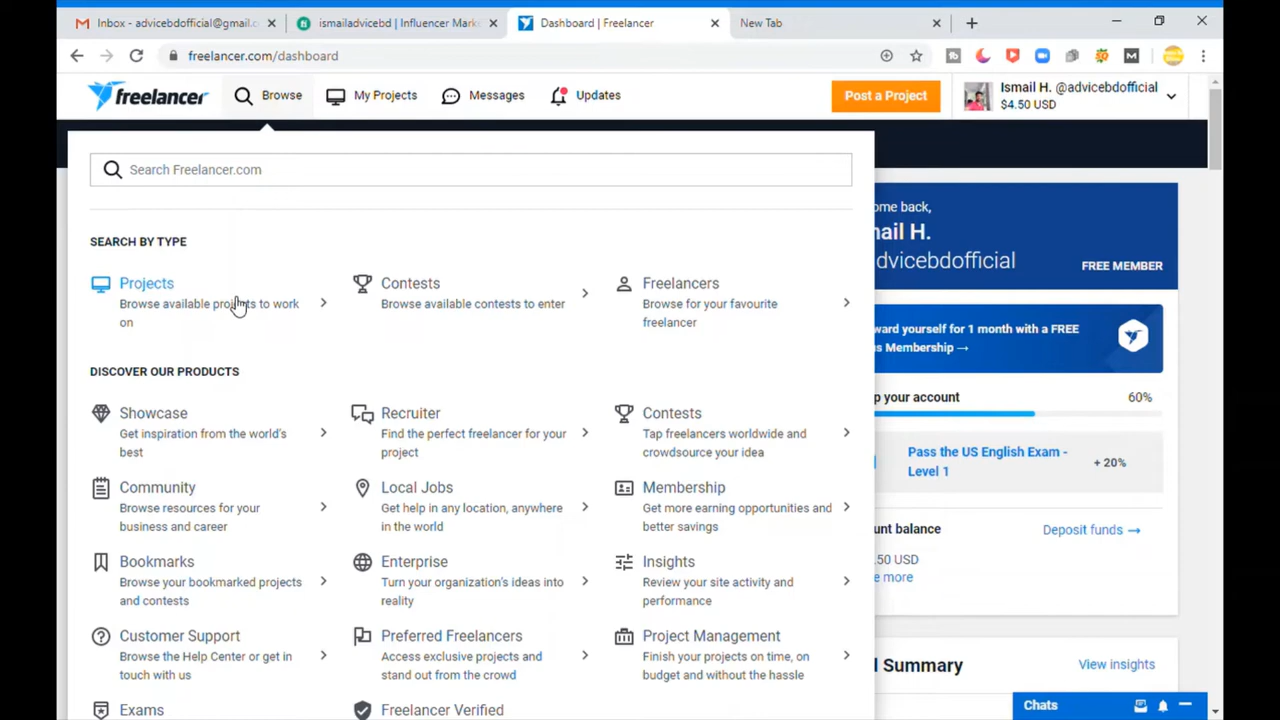 Inbox - advicebdofficial@gmail.c
ismailadvicebd | Influencer Mark
Dashboard | Freelancer
New Tab
freelancer.com/dashboard
freelancer
Browse
My Projects
Messages
Updates
Post a Project
Ismail H. @advicebdofficial
$4.50 USD
Search Freelancer.com
SEARCH BY TYPE
Projects
Browse available projects to work
on
Contests
Browse available contests to enter
Freelancers
Browse for your favourite
freelancer
DISCOVER OUR PRODUCTS
Showcase
Get inspiration from the world's
best
Recruiter
Find the perfect freelancer for your
project
Contests
Tap freelancers worldwide and
crowdsource your idea
Community
Browse resources for your
business and career
Local Jobs
Get help in any location, anywhere
in the world
Membership
Get more earning opportunities and
better savings
Bookmarks
Browse your bookmarked projects
and contests
Enterprise
Turn your organization's ideas into
reality
Insights
Review your site activity and
performance
Customer Support
Browse the Help Center or get in
touch with us
Preferred Freelancers
Access exclusive projects and
stand out from the crowd
Project Management
Finish your projects on time, on
budget and without the hassle
Exams
Freelancer Verified
ome back,
nail H.
dvicebdofficial
FREE MEMBER
ward yourself for 1 month with a FREE
s Membership →
p your account
60%
Pass the US English Exam -
Level 1
+ 20%
unt balance
Deposit funds →
.50 USD
e more
d Summary
View insights
Chats